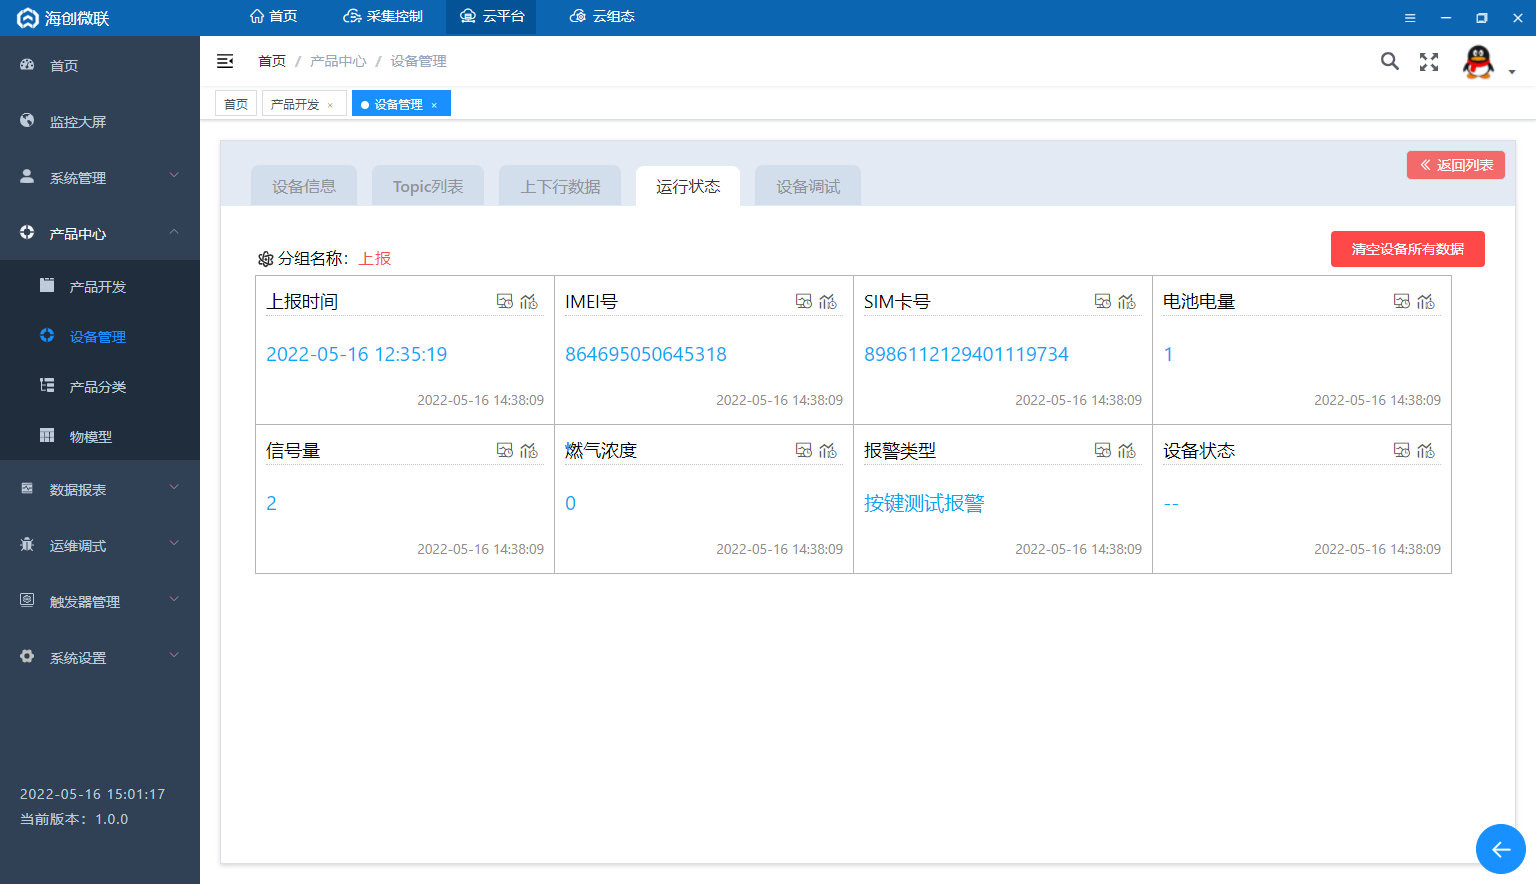 海创微联
首页
采集控制
云平台
云组态
首页
监控大屏
系统管理
产品中心
产品开发
设备管理
产品分类
物模型
数据报表
运维调式
触发器管理
系统设置
2022-05-16 15:01:17
当前版本：1.0.0
首页 / 产品中心 / 设备管理
首页
产品开发 ×
设备管理 ×
设备信息
Topic列表
上下行数据
运行状态
设备调试
返回列表
分组名称：上报
清空设备所有数据
上报时间
2022-05-16 12:35:19
2022-05-16 14:38:09
IMEI号
864695050645318
2022-05-16 14:38:09
SIM卡号
8986112129401119734
2022-05-16 14:38:09
电池电量
1
2022-05-16 14:38:09
信号量
2
2022-05-16 14:38:09
燃气浓度
0
2022-05-16 14:38:09
报警类型
按键测试报警
2022-05-16 14:38:09
设备状态
--
2022-05-16 14:38:09